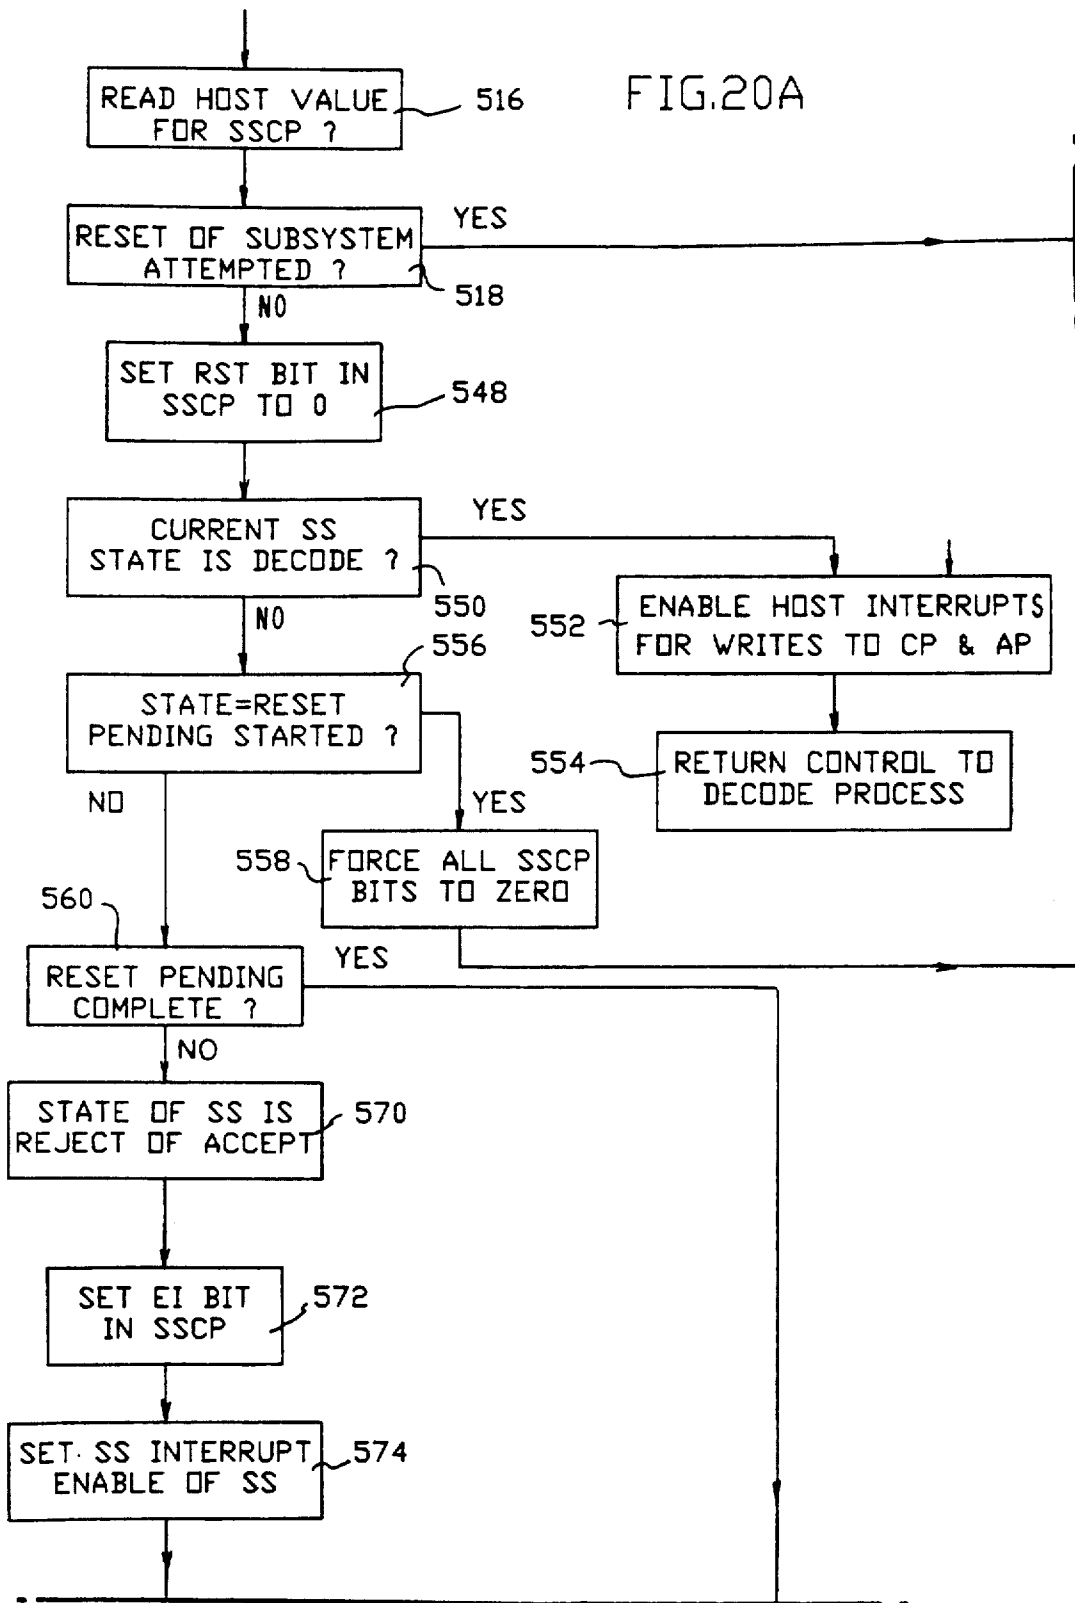 FIG.20A
READ HOST VALUE
FOR SSCP ?
516
RESET OF SUBSYSTEM
ATTEMPTED ?
YES
518
NO
SET RST BIT IN
SSCP TO 0
548
CURRENT SS
STATE IS DECODE ?
YES
550
NO
552
ENABLE HOST INTERRUPTS
FOR WRITES TO CP & AP
556
STATE=RESET
PENDING STARTED ?
554
RETURN CONTROL TO
DECODE PROCESS
NO
YES
558
FORCE ALL SSCP
BITS TO ZERO
560
RESET PENDING
COMPLETE ?
YES
NO
STATE OF SS IS
REJECT OF ACCEPT
570
SET EI BIT
IN SSCP
572
SET SS INTERRUPT
ENABLE OF SS
574